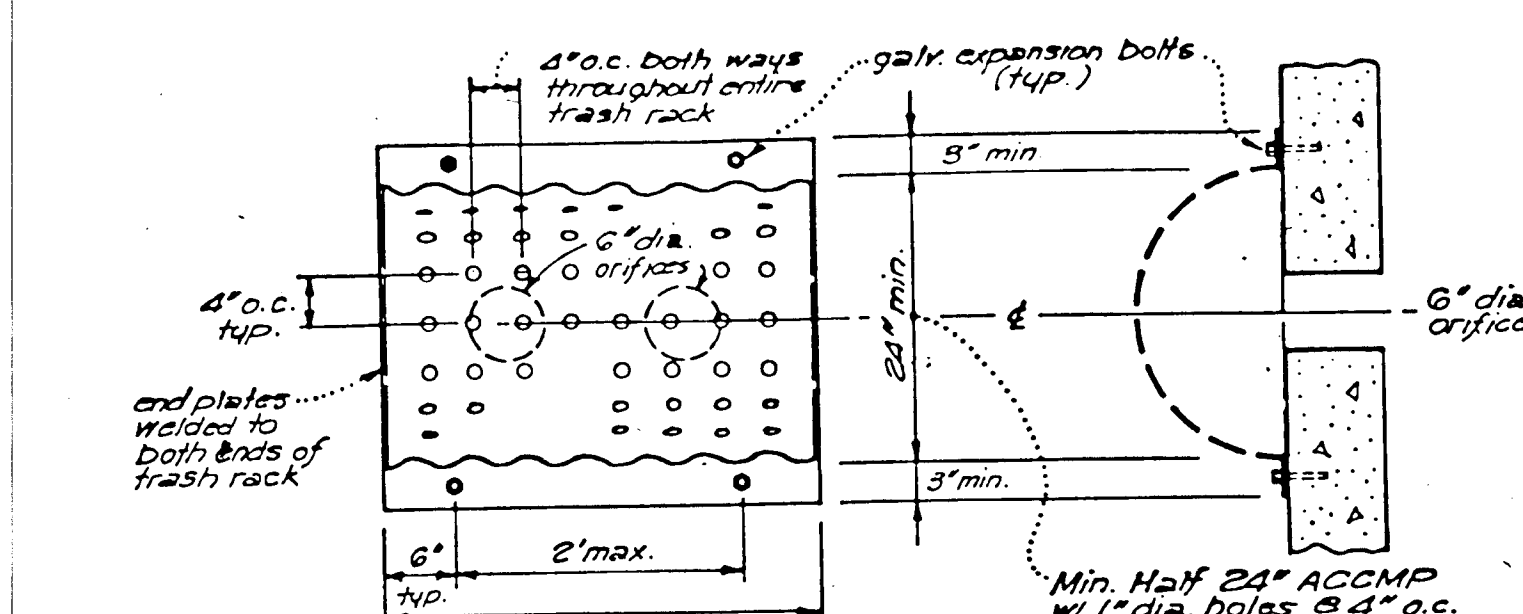 4" o.c. both ways
throughout entire
trash rack
galv. expansion bolts
(typ.)
3" min.
6" dia.
orifices
4" o.c.
typ.
24" min.
℄
6" dia
orifice
end plates
welded to
both ends of
trash rack
3" min.
6"
typ.
2' max.
Min. Half 24" ACCMP
w/ 1" dia. holes @ 4" o.c.